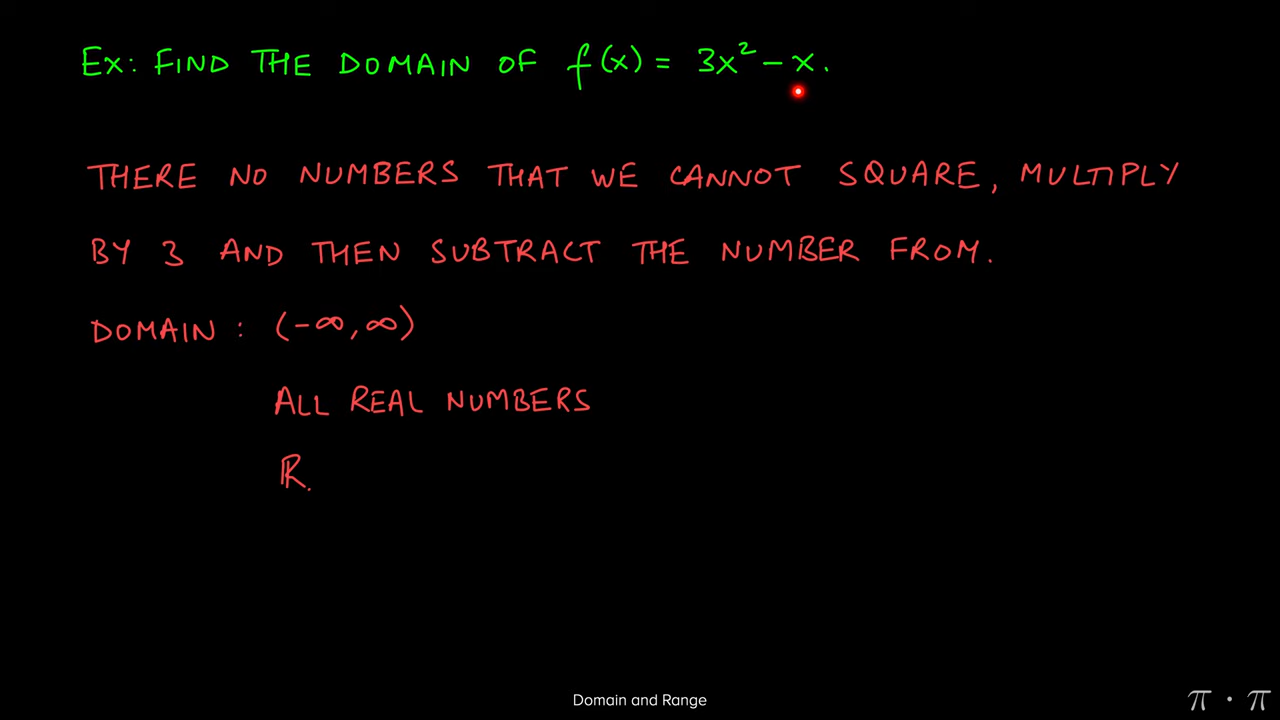 Ex: FIND THE DOMAIN OF f(x) = 3x² - x.
THERE NO NUMBERS THAT WE CANNOT SQUARE, MULTIPLY
BY 3 AND THEN SUBTRACT THE NUMBER FROM.
DOMAIN: (-∞, ∞)
ALL REAL NUMBERS
ℝ.
Domain and Range
π · π